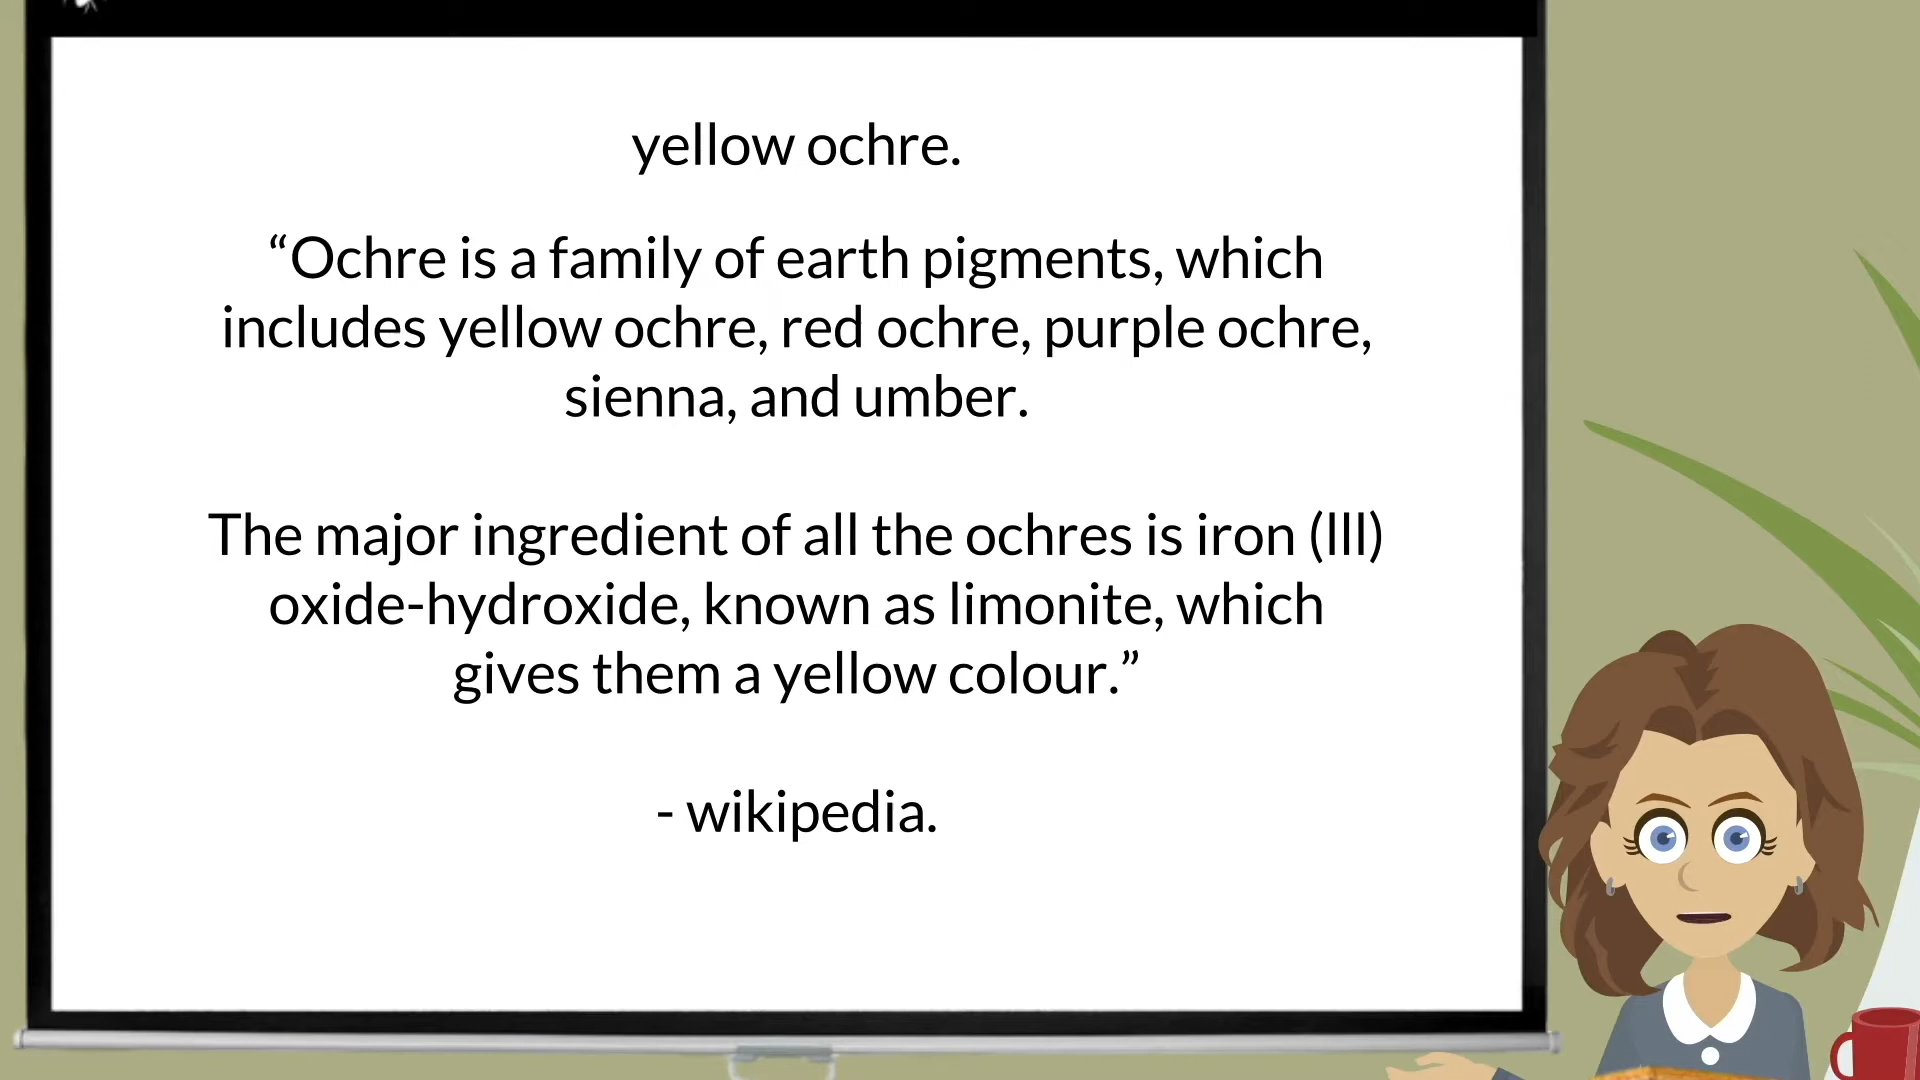 yellow ochre.
“Ochre is a family of earth pigments, which
includes yellow ochre, red ochre, purple ochre,
sienna, and umber.
The major ingredient of all the ochres is iron (III)
oxide-hydroxide, known as limonite, which
gives them a yellow colour.”
- wikipedia.